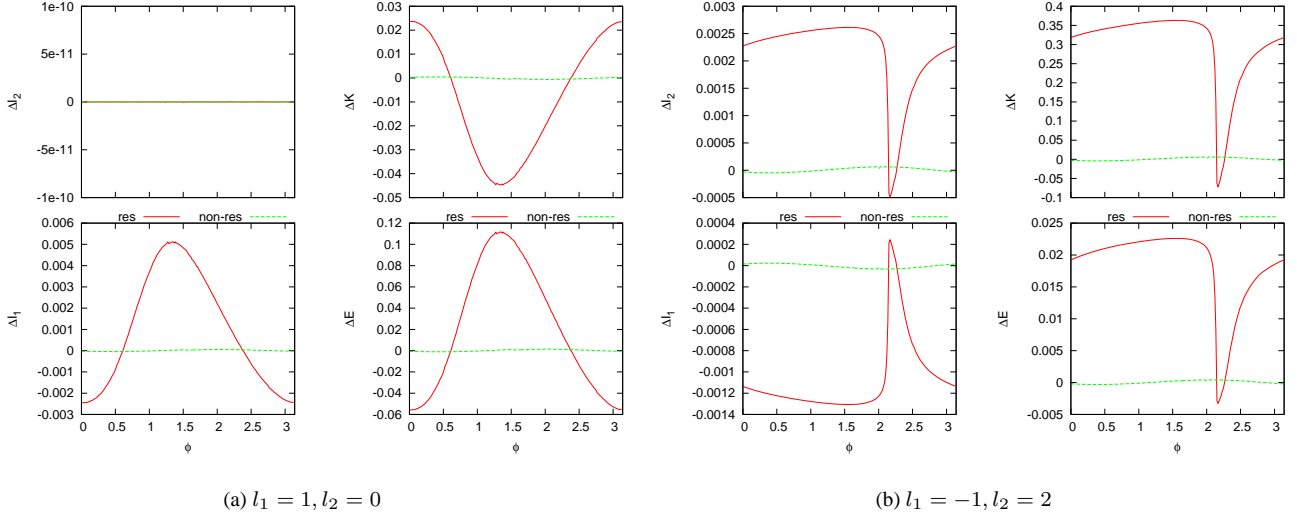 1e-10
5e-11
0
-5e-11
-1e-10
ΔI2
0.03
0.02
0.01
0
-0.01
-0.02
-0.03
-0.04
-0.05
ΔK
0.003
0.0025
0.002
0.0015
0.001
0.0005
0
-0.0005
ΔI2
0.4
0.35
0.3
0.25
0.2
0.15
0.1
0.05
0
-0.05
-0.1
ΔK
res non-res
0.006
0.005
0.004
0.003
0.002
0.001
0
-0.001
-0.002
-0.003
ΔI1
0 0.5 1 1.5 2 2.5 3
ϕ
res non-res
0.12
0.1
0.08
0.06
0.04
0.02
0
-0.02
-0.04
-0.06
ΔE
0 0.5 1 1.5 2 2.5 3
ϕ
res non-res
0.0004
0.0002
0
-0.0002
-0.0004
-0.0006
-0.0008
-0.0010
-0.0012
-0.0014
ΔI1
0 0.5 1 1.5 2 2.5 3
ϕ
res non-res
0.025
0.02
0.015
0.01
0.005
0
-0.005
ΔE
0 0.5 1 1.5 2 2.5 3
ϕ
(a) l1 = 1, l2 = 0
(b) l1 = −1, l2 = 2